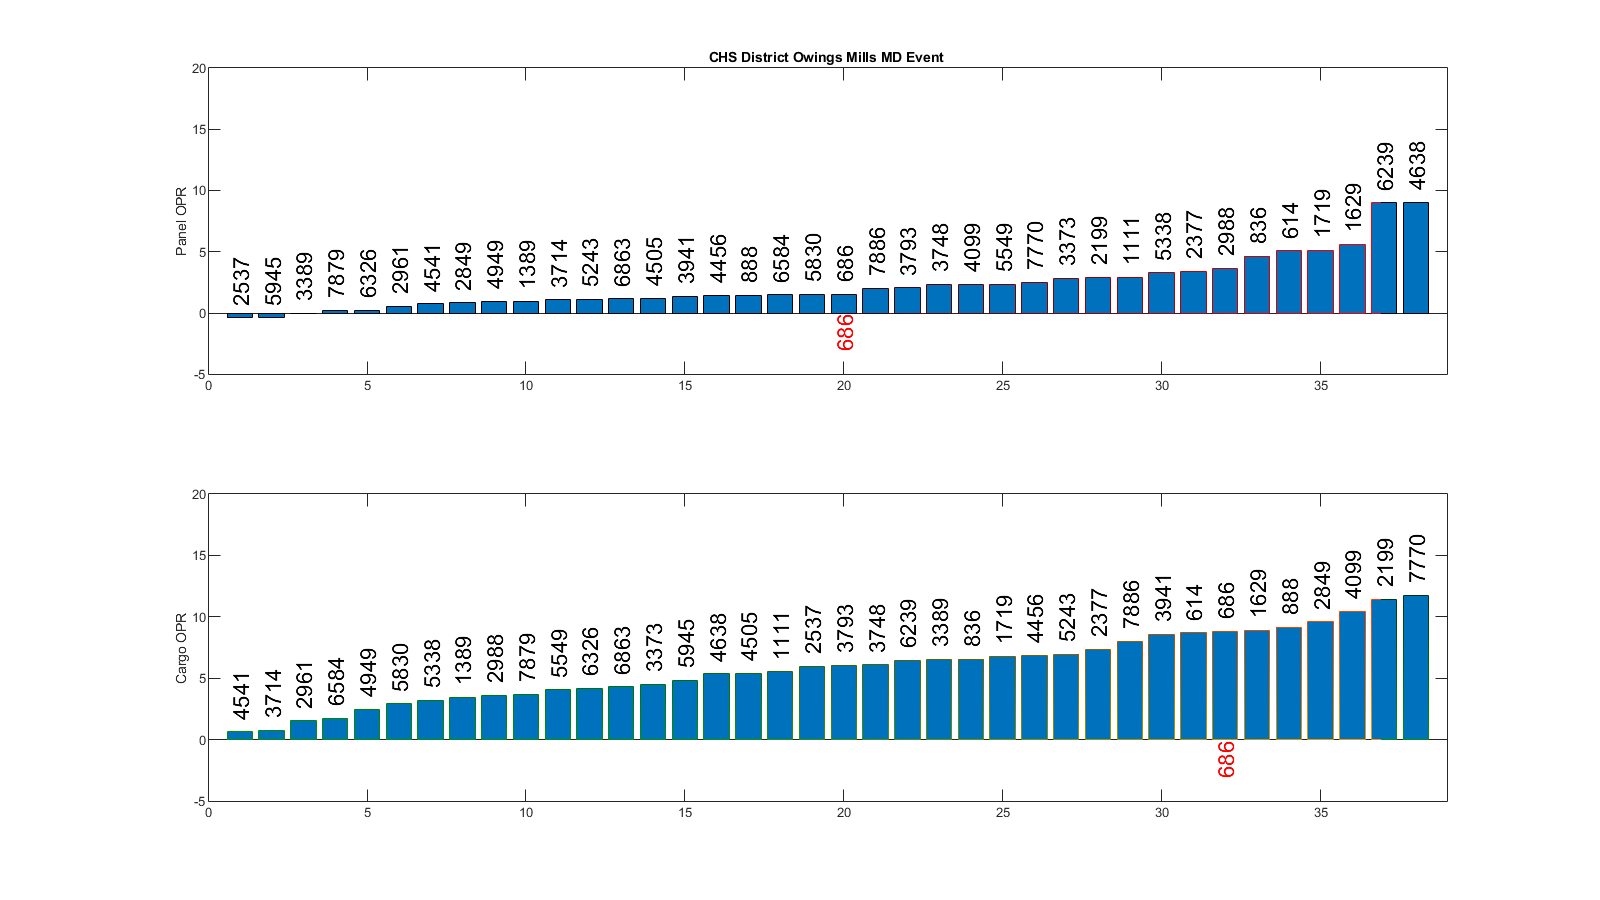 CHS District Owings Mills MD Event
Panel OPR
20
15
10
5
0
-5
2537 5945 3389 7879 6326 2961 4541 2849 4949 1389 3714 5243 6863 4505 3941 4456 888 6584 5830 686 7886 3793 3748 4099 5549 7770 3373 2199 1111 5338 2377 2988 836 614 1719 1629 6239 4638
686
0 5 10 15 20 25 30 35
Cargo OPR
20
15
10
5
0
-5
4541 3714 2961 6584 4949 5830 5338 1389 2988 7879 5549 6326 6863 3373 5945 4638 4505 1111 2537 3793 3748 6239 3389 836 1719 4456 5243 2377 7886 3941 614 686 1629 888 2849 4099 2199 7770
686
0 5 10 15 20 25 30 35